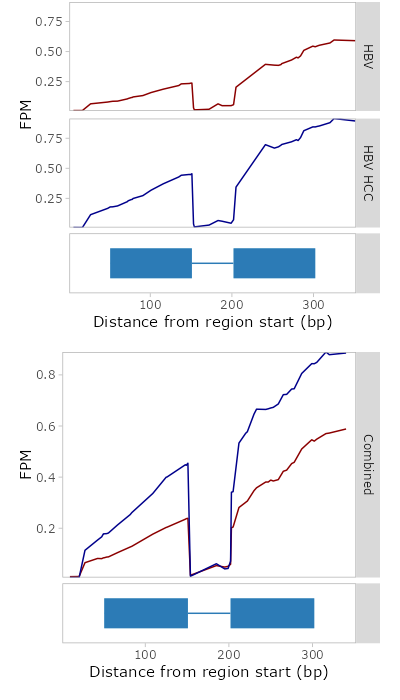 0.75
0.50
0.25
HBV
FPM
0.75
0.50
0.25
HBV HCC
100 200 300
Distance from region start (bp)
0.8
0.6
0.4
0.2
FPM
Combined
100 200 300
Distance from region start (bp)